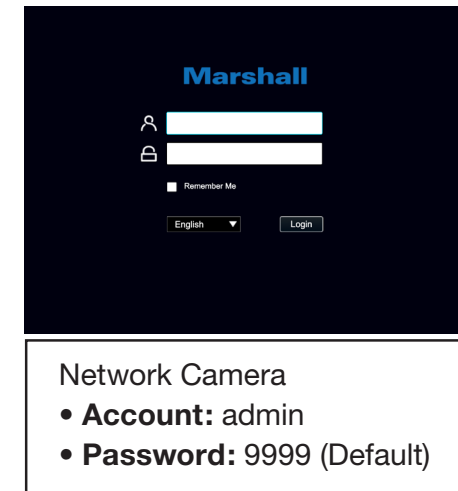 Marshall
Remember Me
English
Login
Network Camera
• Account: admin
• Password: 9999 (Default)